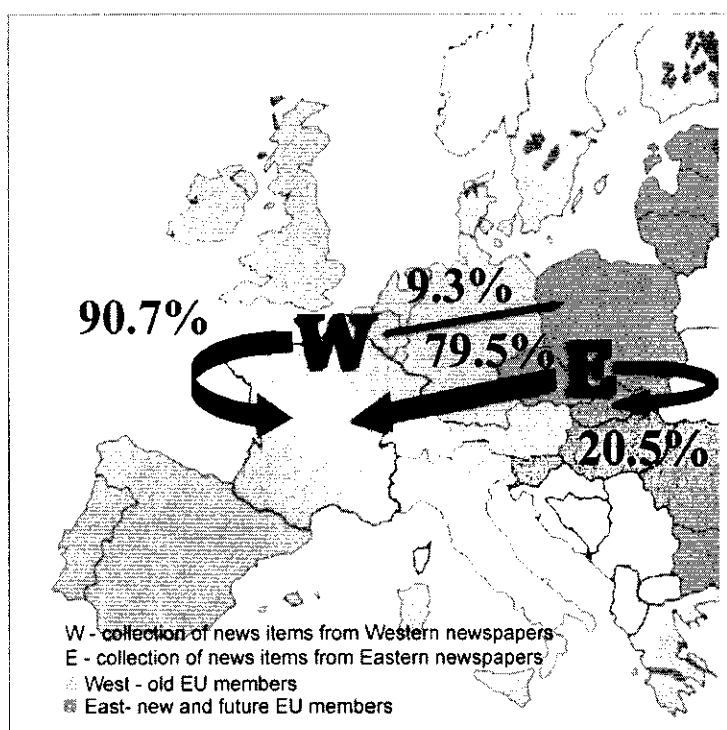 9.3%
90.7%
W
79.5%
E
20.5%
W - collection of news items from Western newspapers
E - collection of news items from Eastern newspapers
West - old EU members
East- new and future EU members